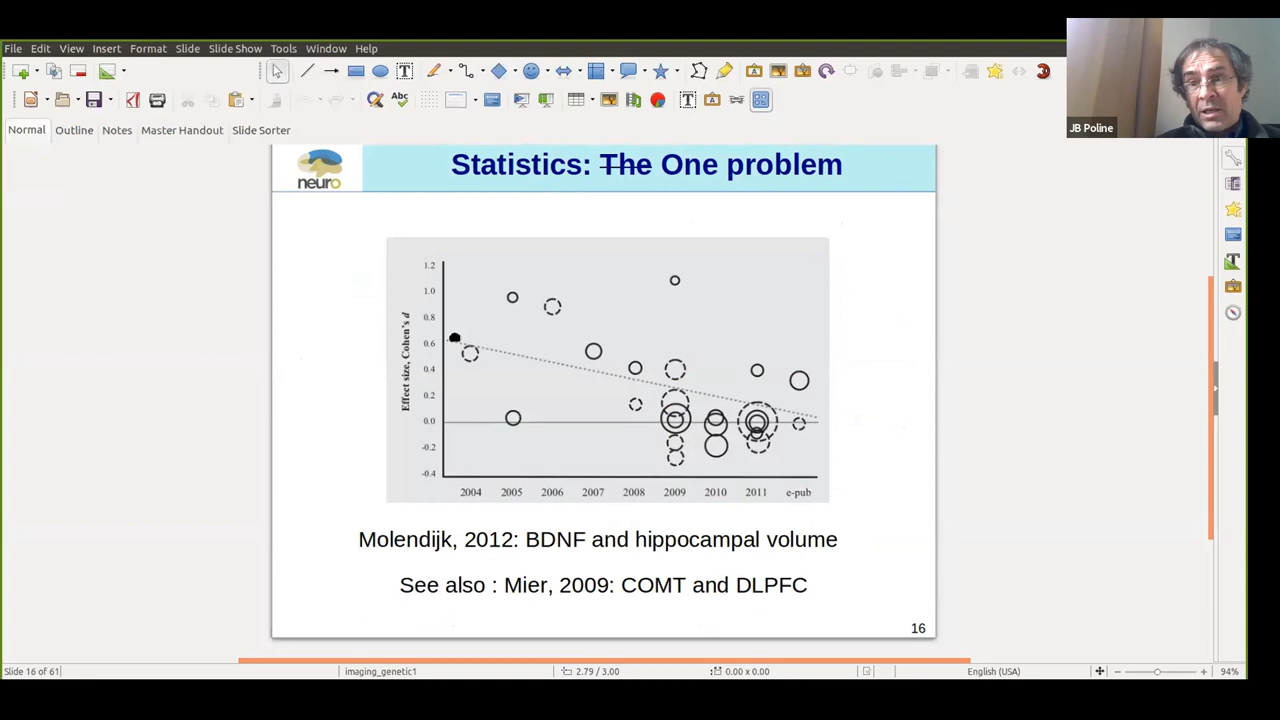 File Edit View Insert Format Slide Slide Show Tools Window Help
JB Poline
Abc
Normal Outline Notes Master Handout Slide Sorter
neuro
Statistics: The One problem
Effect size, Cohen's d
1.2
1.0
0.8
0.6
0.4
0.2
0.0
-0.2
-0.4
2004 2005 2006 2007 2008 2009 2010 2011 e-pub
Molendijk, 2012: BDNF and hippocampal volume
See also : Mier, 2009: COMT and DLPFC
16
Slide 16 of 61 imaging_genetic1 2.79 / 3.00 0.00 x 0.00 English (USA) 94%